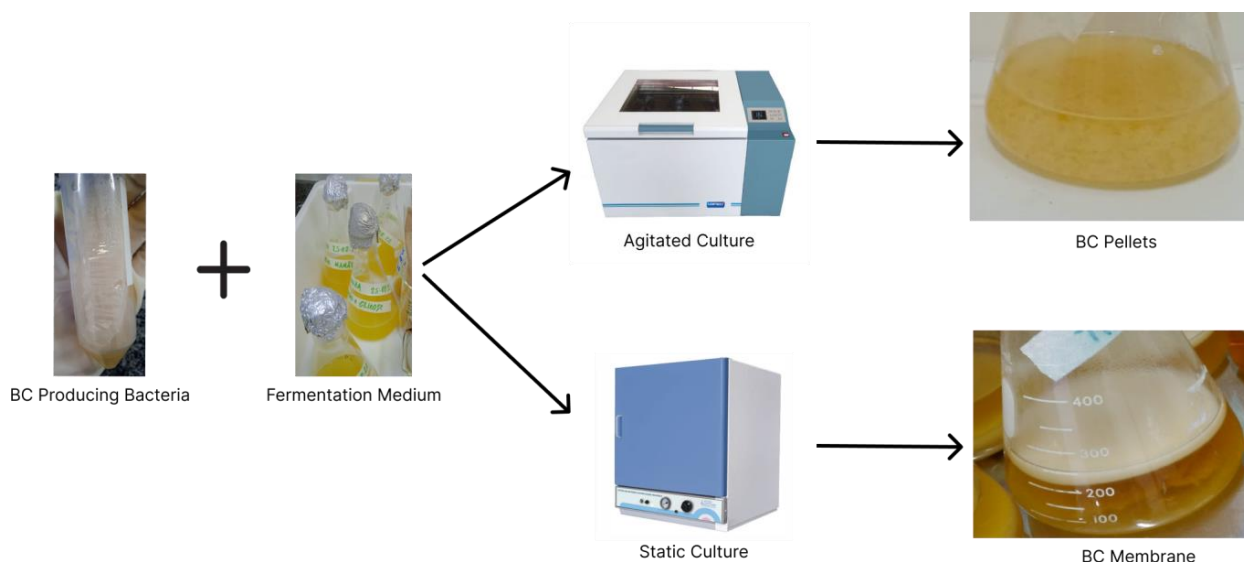 Agitated Culture
BC Pellets
BC Producing Bacteria
Fermentation Medium
400
300
200
100
Static Culture
BC Membrane